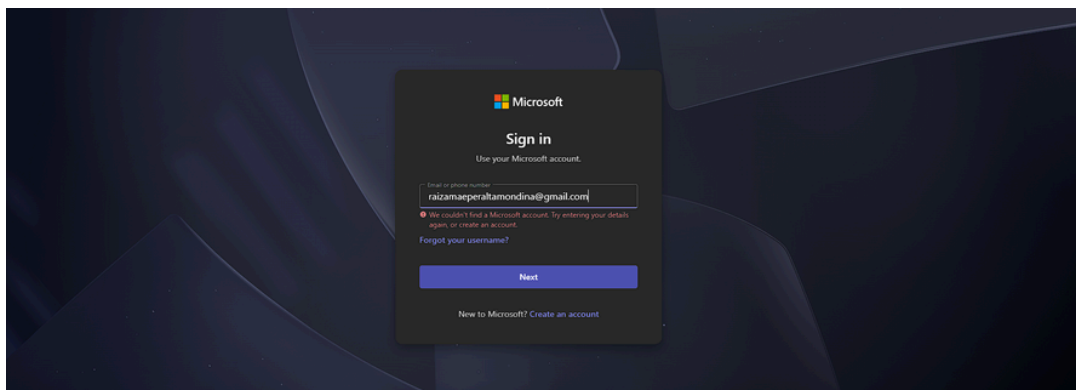 Microsoft
Sign in
Use your Microsoft account.
Email or phone number
raizamaeperaltamondina@gmail.com
We couldn't find a Microsoft account. Try entering your details
again, or create an account.
Forgot your username?
Next
New to Microsoft? Create an account